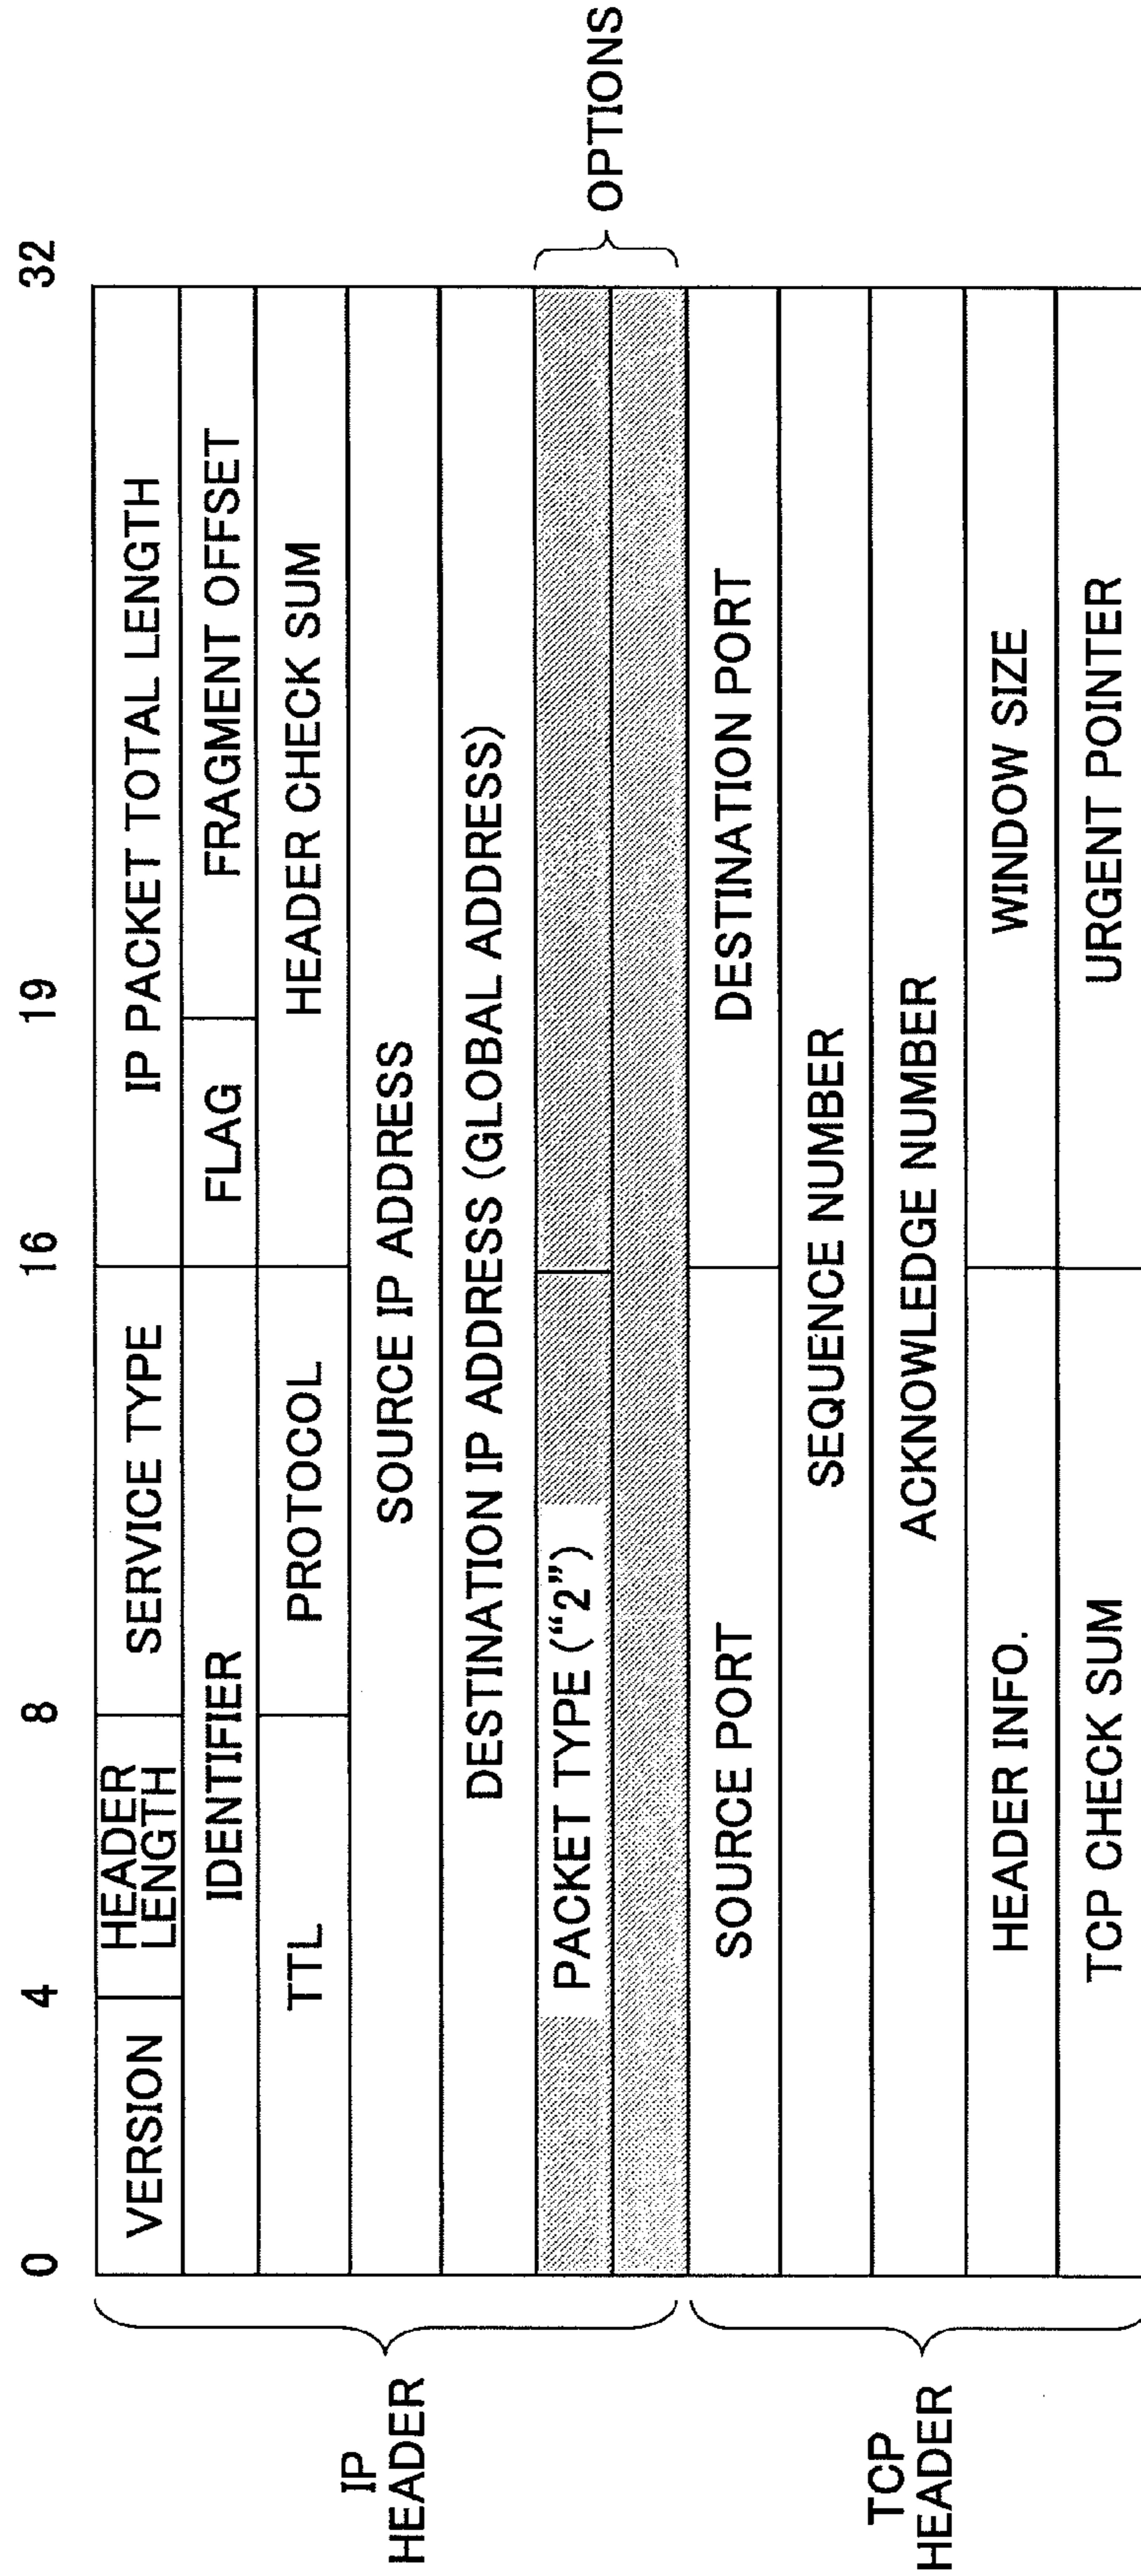 0 4 8 16 19 32
VERSION HEADER LENGTH SERVICE TYPE IP PACKET TOTAL LENGTH
IDENTIFIER FLAG FRAGMENT OFFSET
TTL PROTOCOL HEADER CHECK SUM
IP HEADER SOURCE IP ADDRESS
DESTINATION IP ADDRESS (GLOBAL ADDRESS)
PACKET TYPE (“2”)
OPTIONS
SOURCE PORT DESTINATION PORT
SEQUENCE NUMBER
TCP HEADER ACKNOWLEDGE NUMBER
HEADER INFO. WINDOW SIZE
TCP CHECK SUM URGENT POINTER